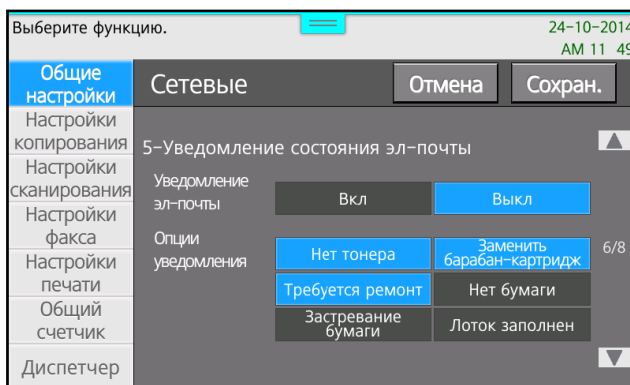 Выберите функцию.
24-10-2014
AM 11 49
Общие
настройки
Сетевые
Отмена
Сохран.
Настройки
копирования
Настройки
сканирования
Настройки
факса
Настройки
печати
Общий
счетчик
Диспетчер
5-Уведомление состояния эл-почты
Уведомление
эл-почты
Вкл
Выкл
Опции
уведомления
Нет тонера
Заменить
барабан-картридж
6/8
Требуется ремонт
Нет бумаги
Застревание
бумаги
Лоток заполнен